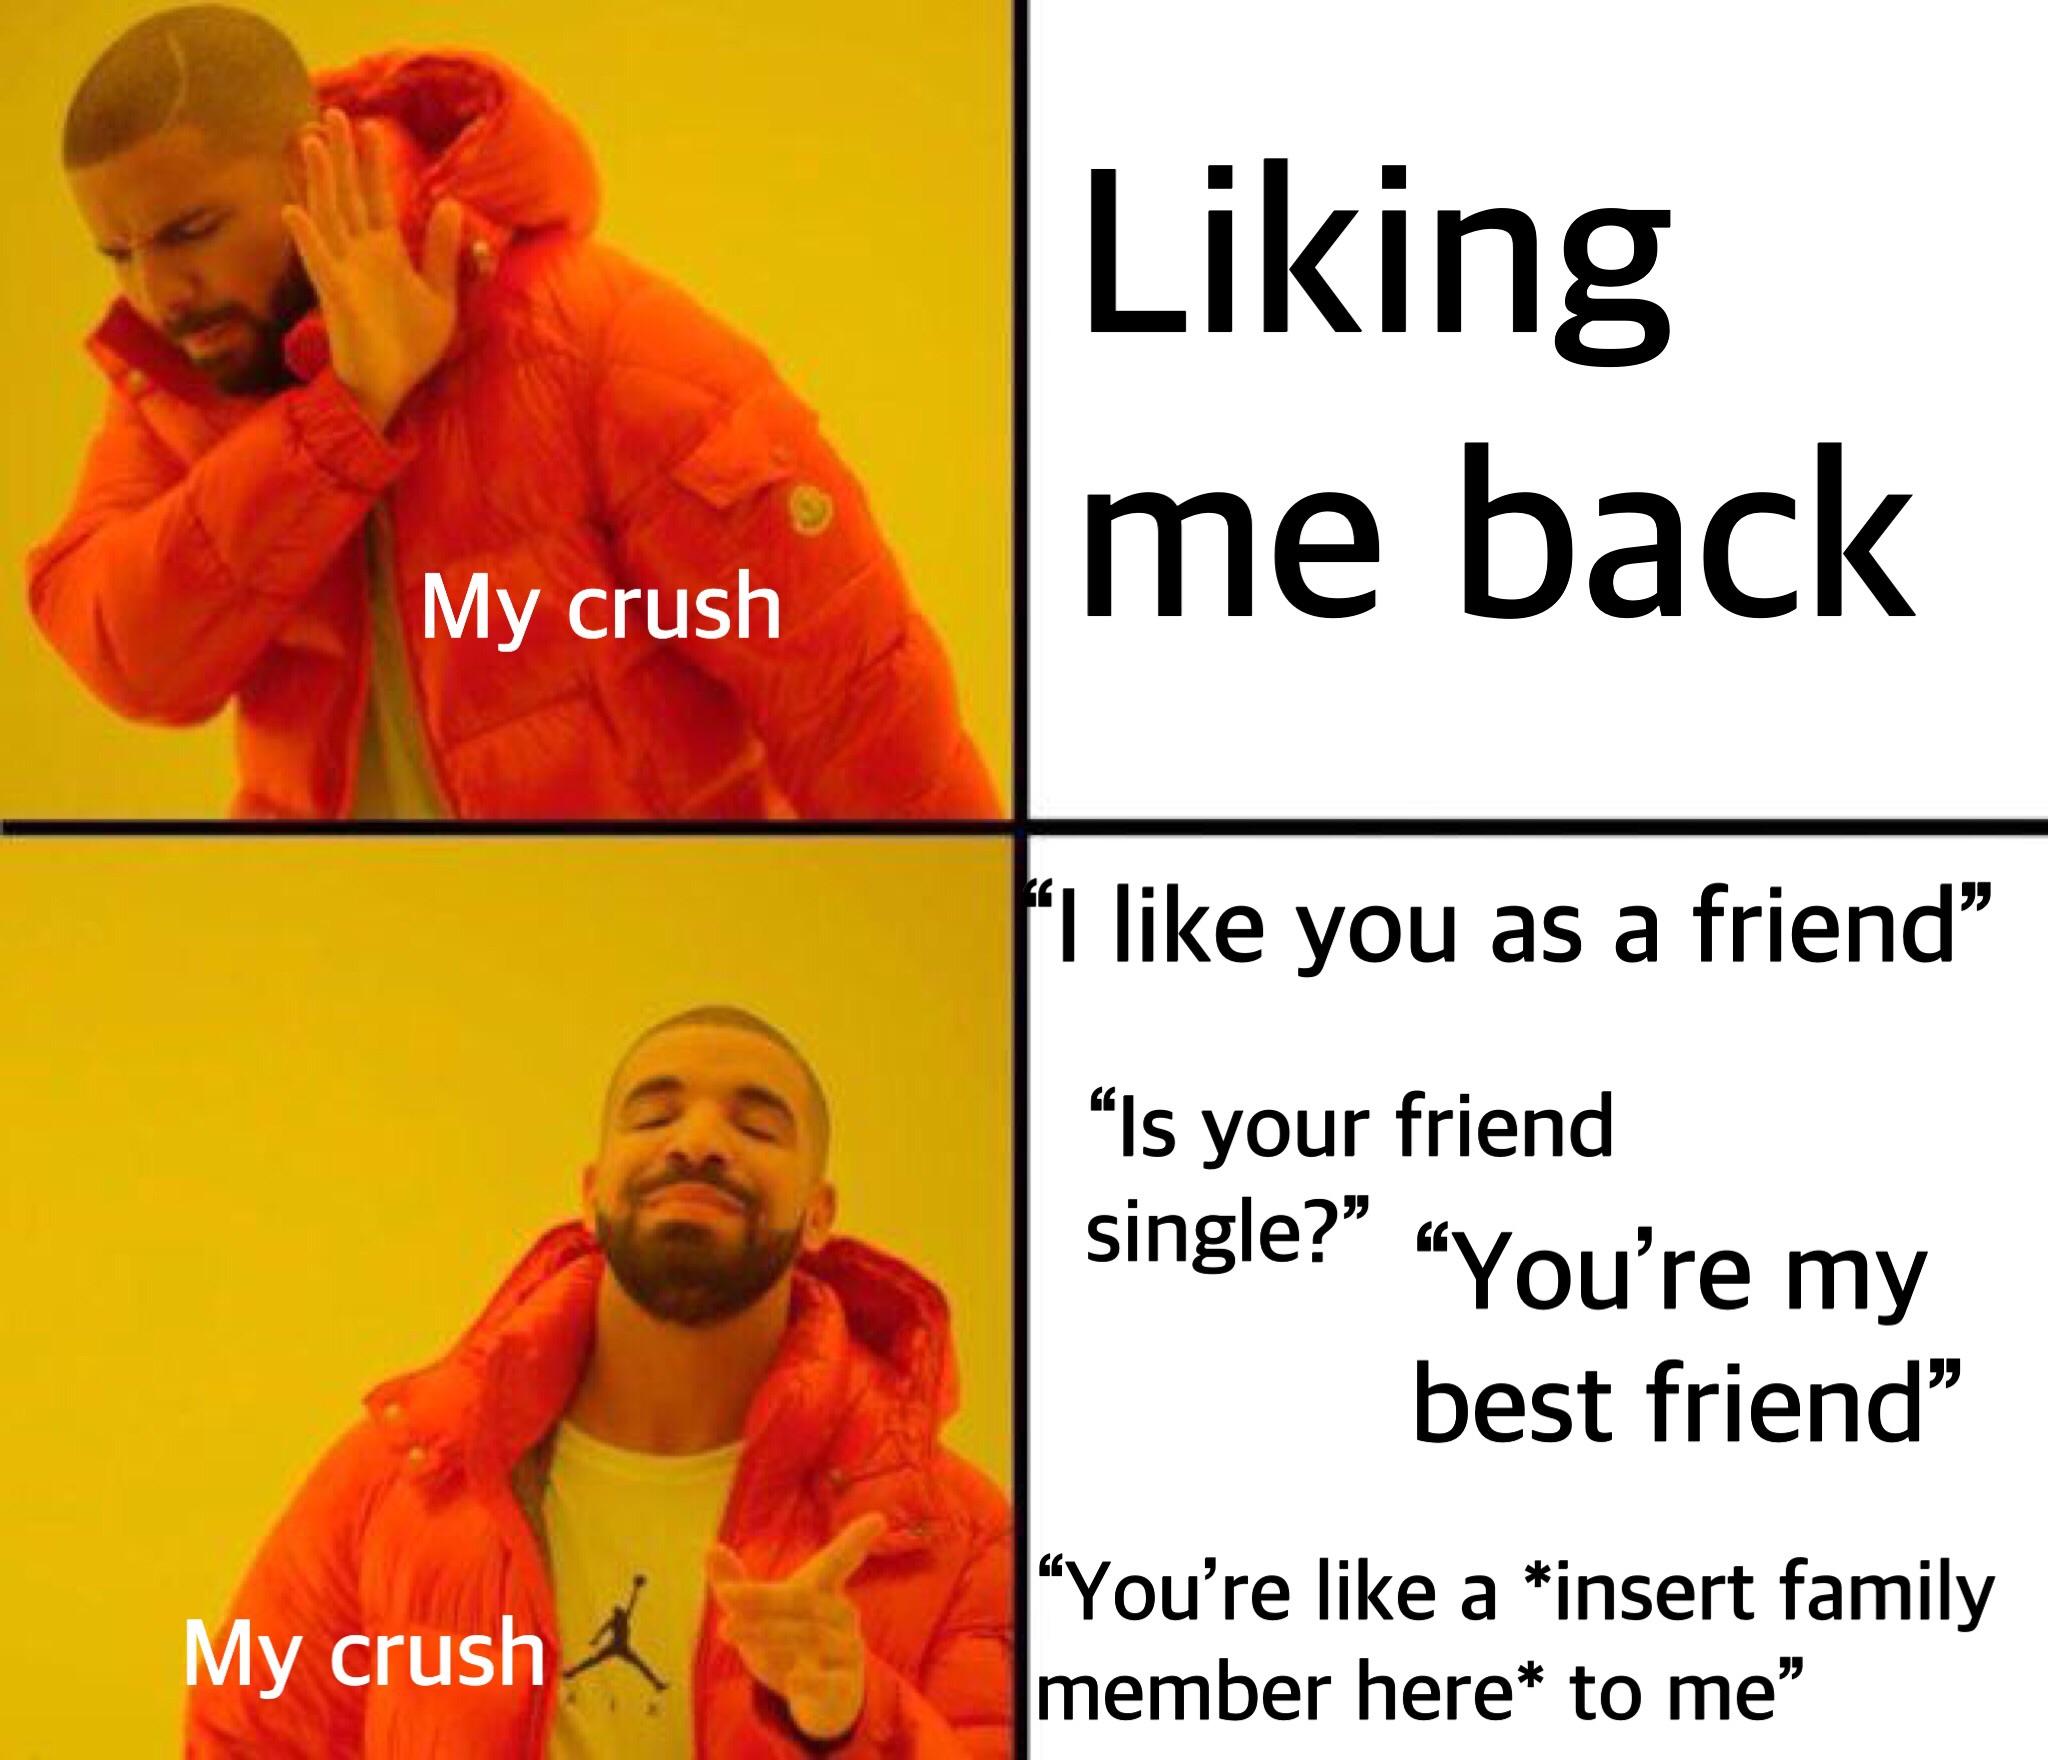 Liking
me back
My crush
“I like you as a friend”
“Is your friend
single?”
“You’re my
best friend”
“You’re like a *insert family
member here* to me”
My crush